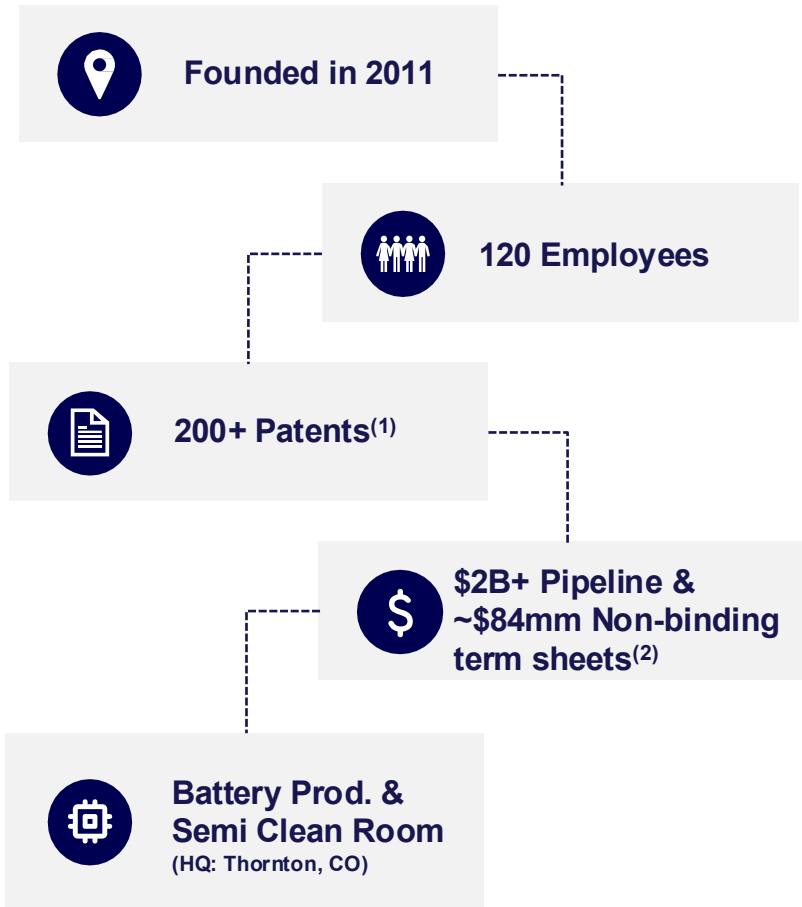 Founded in 2011
120 Employees
200+ Patents(1)
$2B+ Pipeline &
~$84mm Non-binding
term sheets(2)
Battery Prod. &
Semi Clean Room
(HQ: Thornton, CO)